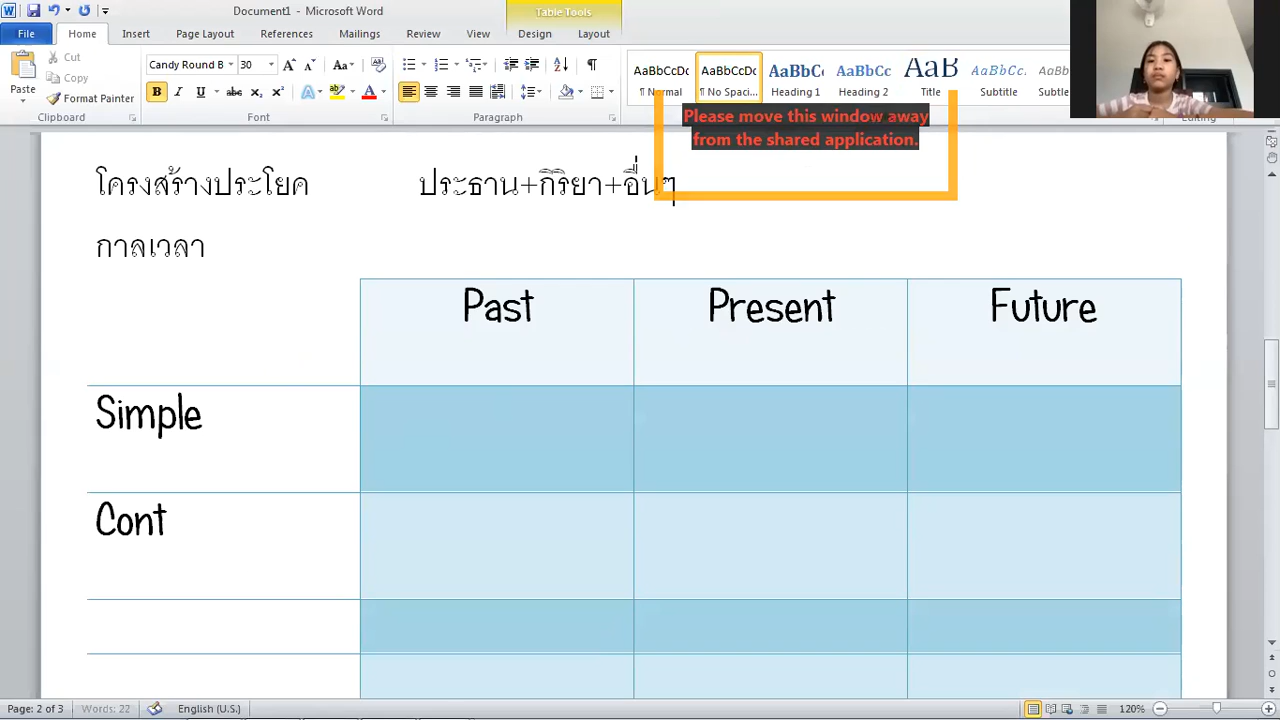 Document1 - Microsoft Word
Table Tools
File Home Insert Page Layout References Mailings Review View Design Layout
Cut
Copy
Paste
Format Painter
Candy Round B 30
AaBbCcDc AaBbCcDc AaBbCc AaBbCc AaB AaBbCc. AaBbCcDc
¶ Normal ¶ No Spaci... Heading 1 Heading 2 Title Subtitle Subtle
Clipboard Font Paragraph Editing
Please move this window away
from the shared application.
โครงสร้างประโยค ประธาน+กิริยา+อื่นๆ
กาลเวลา
Past Present Future
Simple
Cont
Page: 2 of 3 Words: 22 English (U.S.) 120%